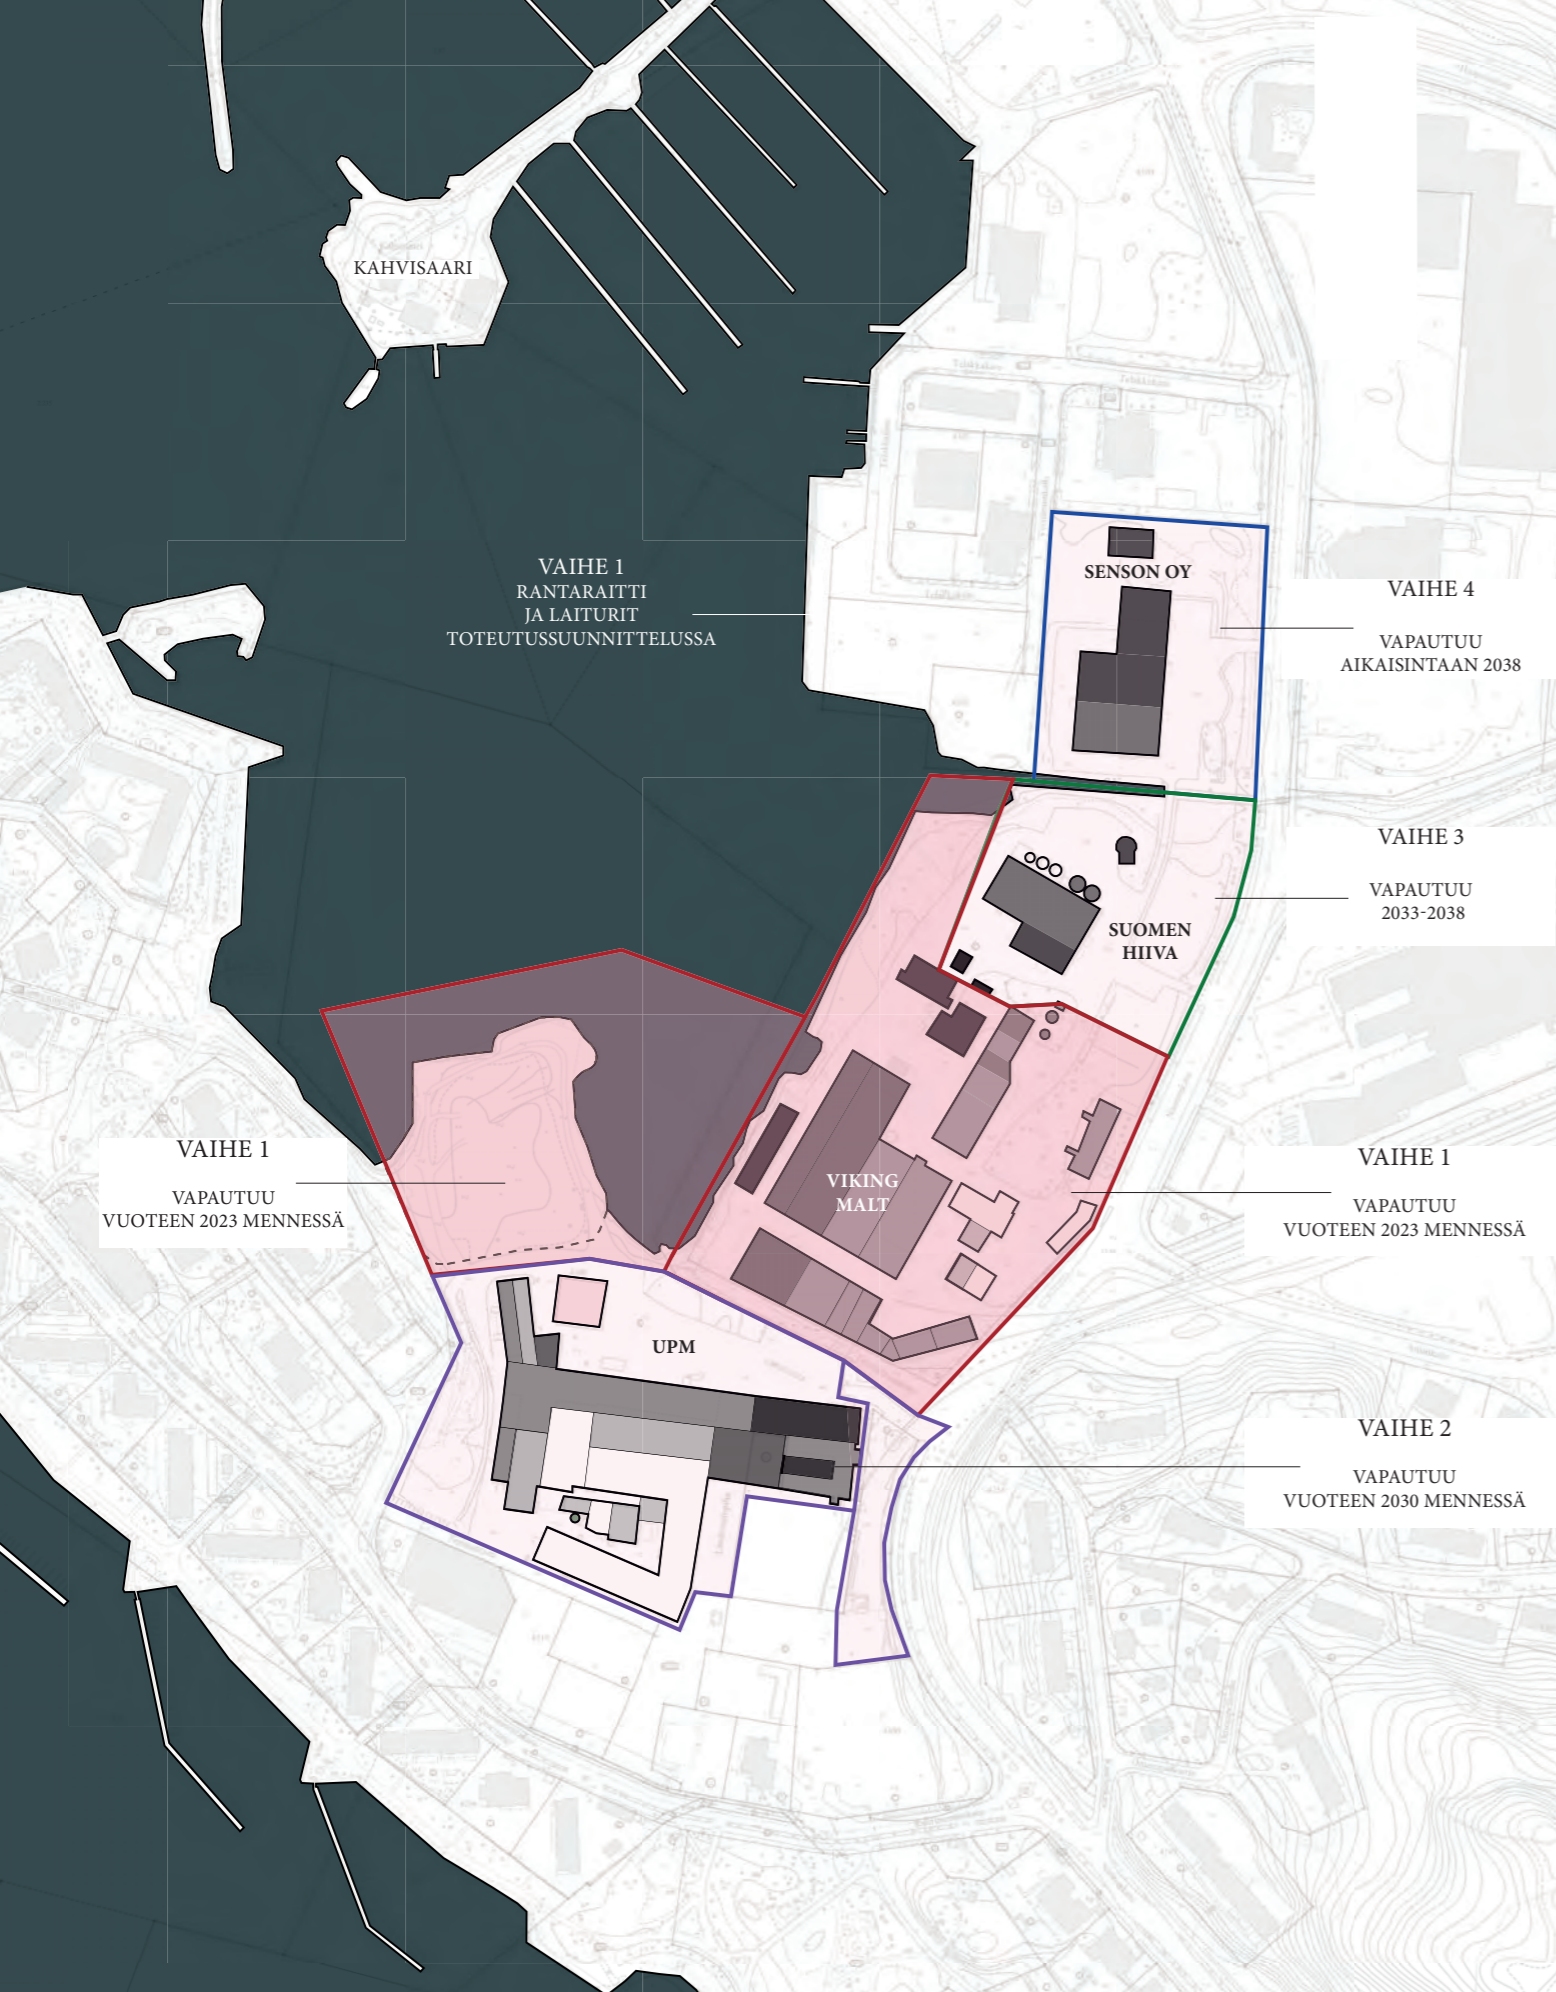 KAHVISAARI
VAIHE 1
RANTARAITTI
JA LAITURIT
TOTEUTUSSUUNNITTELUSSA
SENSON OY
VAIHE 4
VAPAUTUU
AIKAISINTAAN 2038
VAIHE 3
VAPAUTUU
2033-2038
SUOMEN
HIIVA
VAIHE 1
VAPAUTUU
VUOTEEN 2023 MENNESSÄ
VIKING
MALT
VAIHE 1
VAPAUTUU
VUOTEEN 2023 MENNESSÄ
UPM
VAIHE 2
VAPAUTUU
VUOTEEN 2030 MENNESSÄ